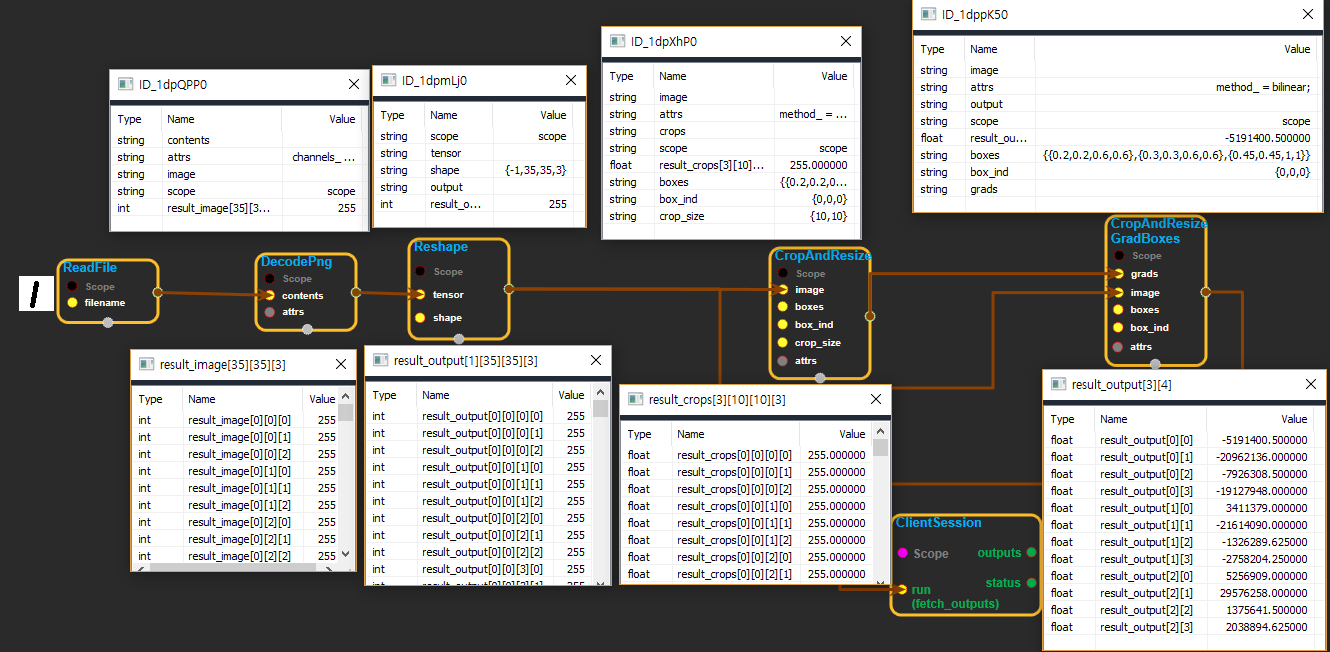 ID_1dpQPP0
Type Name Value
string contents
string attrs channels_ ...
string image
string scope scope
int result_image[35][3... 255
ID_1dpmLj0
Type Name Value
string scope scope
string tensor
string shape {-1,35,35,3}
string output
int result_o... 255
ID_1dpXhP0
Type Name Value
string image
string attrs method_ = ...
string crops
string scope scope
float result_crops[3][10]... 255.000000
string boxes {{0.2,0.2,0...
string box_ind {0,0,0}
string crop_size {10,10}
ID_1dppK50
Type Name Value
string image
string attrs method_ = bilinear;
string output
string scope scope
float result_ou... -5191400.500000
string boxes {{0.2,0.2,0.6,0.6},{0.3,0.3,0.6,0.6},{0.45,0.45,1,1}}
string box_ind {0,0,0}
string grads
ReadFile
Scope
filename
DecodePng
Scope
contents
attrs
Reshape
Scope
tensor
shape
CropAndResize
Scope
image
boxes
box_ind
crop_size
attrs
CropAndResize
GradBoxes
Scope
grads
image
boxes
box_ind
attrs
result_image[35][35][3]
Type Name Value
int result_image[0][0][0] 255
int result_image[0][0][1] 255
int result_image[0][0][2] 255
int result_image[0][1][0] 255
int result_image[0][1][1] 255
int result_image[0][1][2] 255
int result_image[0][2][0] 255
int result_image[0][2][1] 255
int result_image[0][2][2] 255
result_output[1][35][35][3]
Type Name Value
int result_output[0][0][0][0] 255
int result_output[0][0][0][1] 255
int result_output[0][0][0][2] 255
int result_output[0][0][1][0] 255
int result_output[0][0][1][1] 255
int result_output[0][0][1][2] 255
int result_output[0][0][2][0] 255
int result_output[0][0][2][1] 255
int result_output[0][0][2][2] 255
int result_output[0][0][3][0] 255
int result_output[0][0][3][1] 255
result_crops[3][10][10][3]
Type Name Value
float result_crops[0][0][0][0] 255.000000
float result_crops[0][0][0][1] 255.000000
float result_crops[0][0][0][2] 255.000000
float result_crops[0][0][1][0] 255.000000
float result_crops[0][0][1][1] 255.000000
float result_crops[0][0][1][2] 255.000000
float result_crops[0][0][2][0] 255.000000
float result_crops[0][0][2][1] 255.000000
ClientSession
Scope outputs
status
run
(fetch_outputs)
result_output[3][4]
Type Name Value
float result_output[0][0] -5191400.500000
float result_output[0][1] -20962136.000000
float result_output[0][2] -7926308.500000
float result_output[0][3] -19127948.000000
float result_output[1][0] 3411379.000000
float result_output[1][1] -21614090.000000
float result_output[1][2] -1326289.625000
float result_output[1][3] -2758204.250000
float result_output[2][0] 5256909.000000
float result_output[2][1] 29576258.000000
float result_output[2][2] 1375641.500000
float result_output[2][3] 2038894.625000